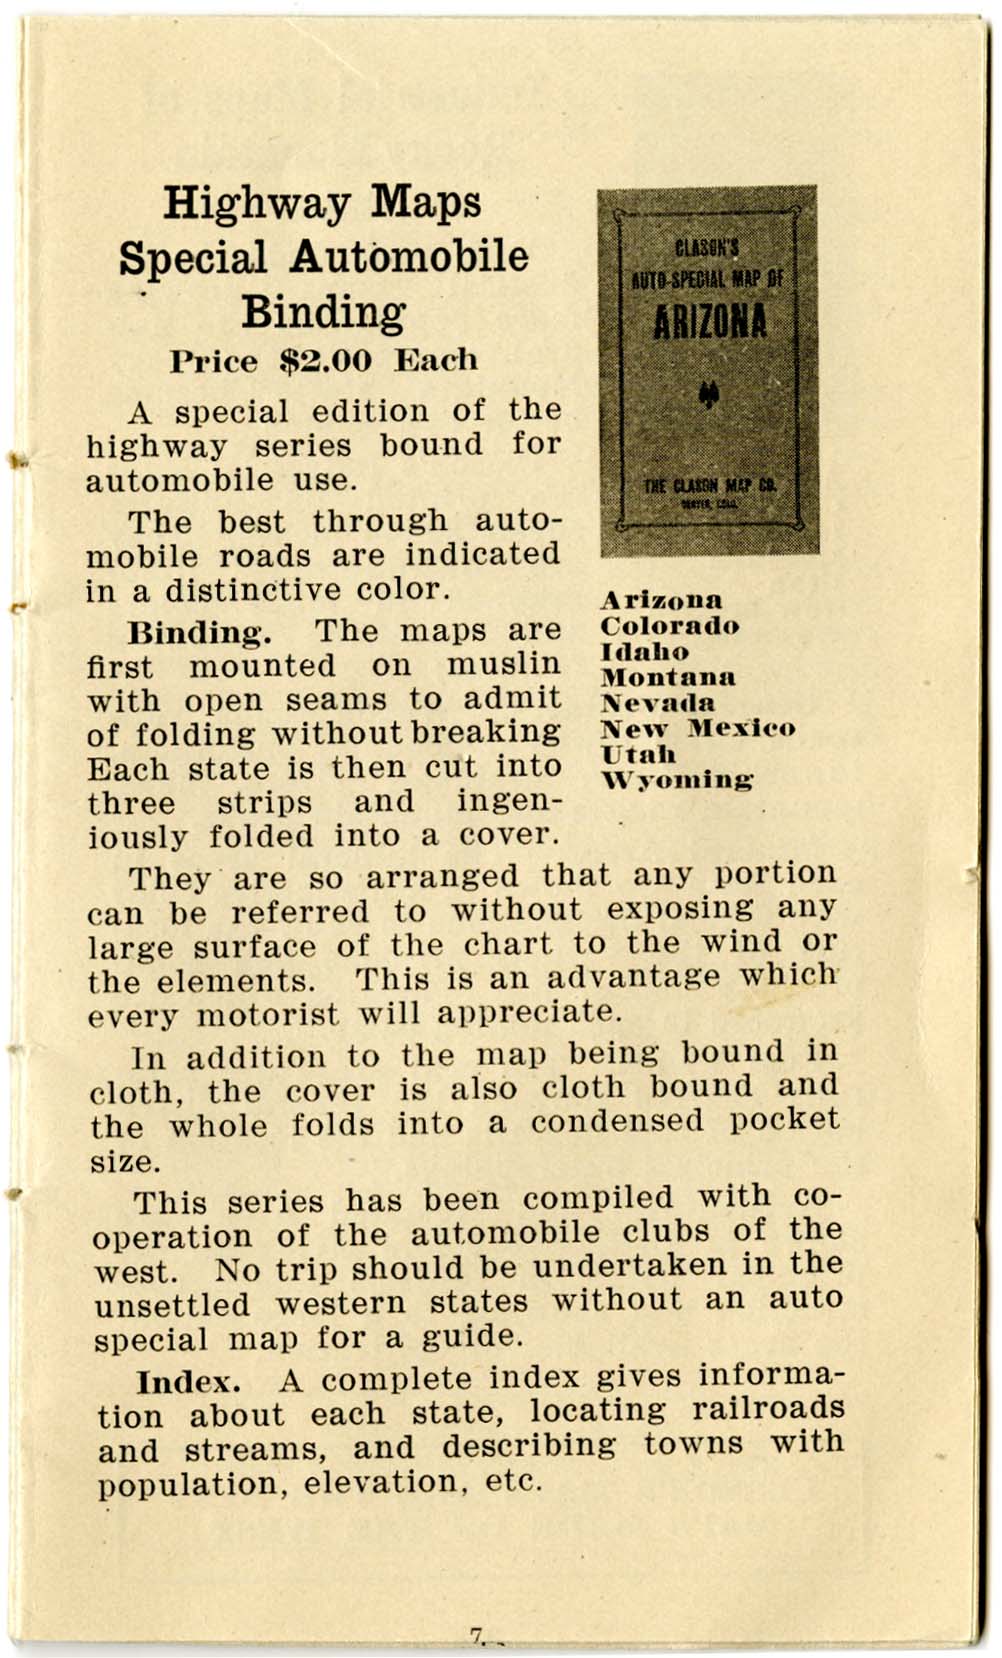 Highway Maps
Special Automobile
Binding
Price $2.00 Each
A special edition of the
highway series bound for
automobile use.
The best through auto-
mobile roads are indicated
in a distinctive color.
Binding. The maps are
first mounted on muslin
with open seams to admit
of folding without breaking
Each state is then cut into
three strips and ingen-
iously folded into a cover.
CLASON'S
AUTO-SPECIAL MAP OF
ARIZONA
THE CLASON MAP CO.
DENVER, COLO.
Arizona
Colorado
Idaho
Montana
Nevada
New Mexico
Utah
Wyoming
They are so arranged that any portion
can be referred to without exposing any
large surface of the chart to the wind or
the elements. This is an advantage which
every motorist will appreciate.
In addition to the map being bound in
cloth, the cover is also cloth bound and
the whole folds into a condensed pocket
size.
This series has been compiled with co-
operation of the automobile clubs of the
west. No trip should be undertaken in the
unsettled western states without an auto
special map for a guide.
Index. A complete index gives informa-
tion about each state, locating railroads
and streams, and describing towns with
population, elevation, etc.
7.